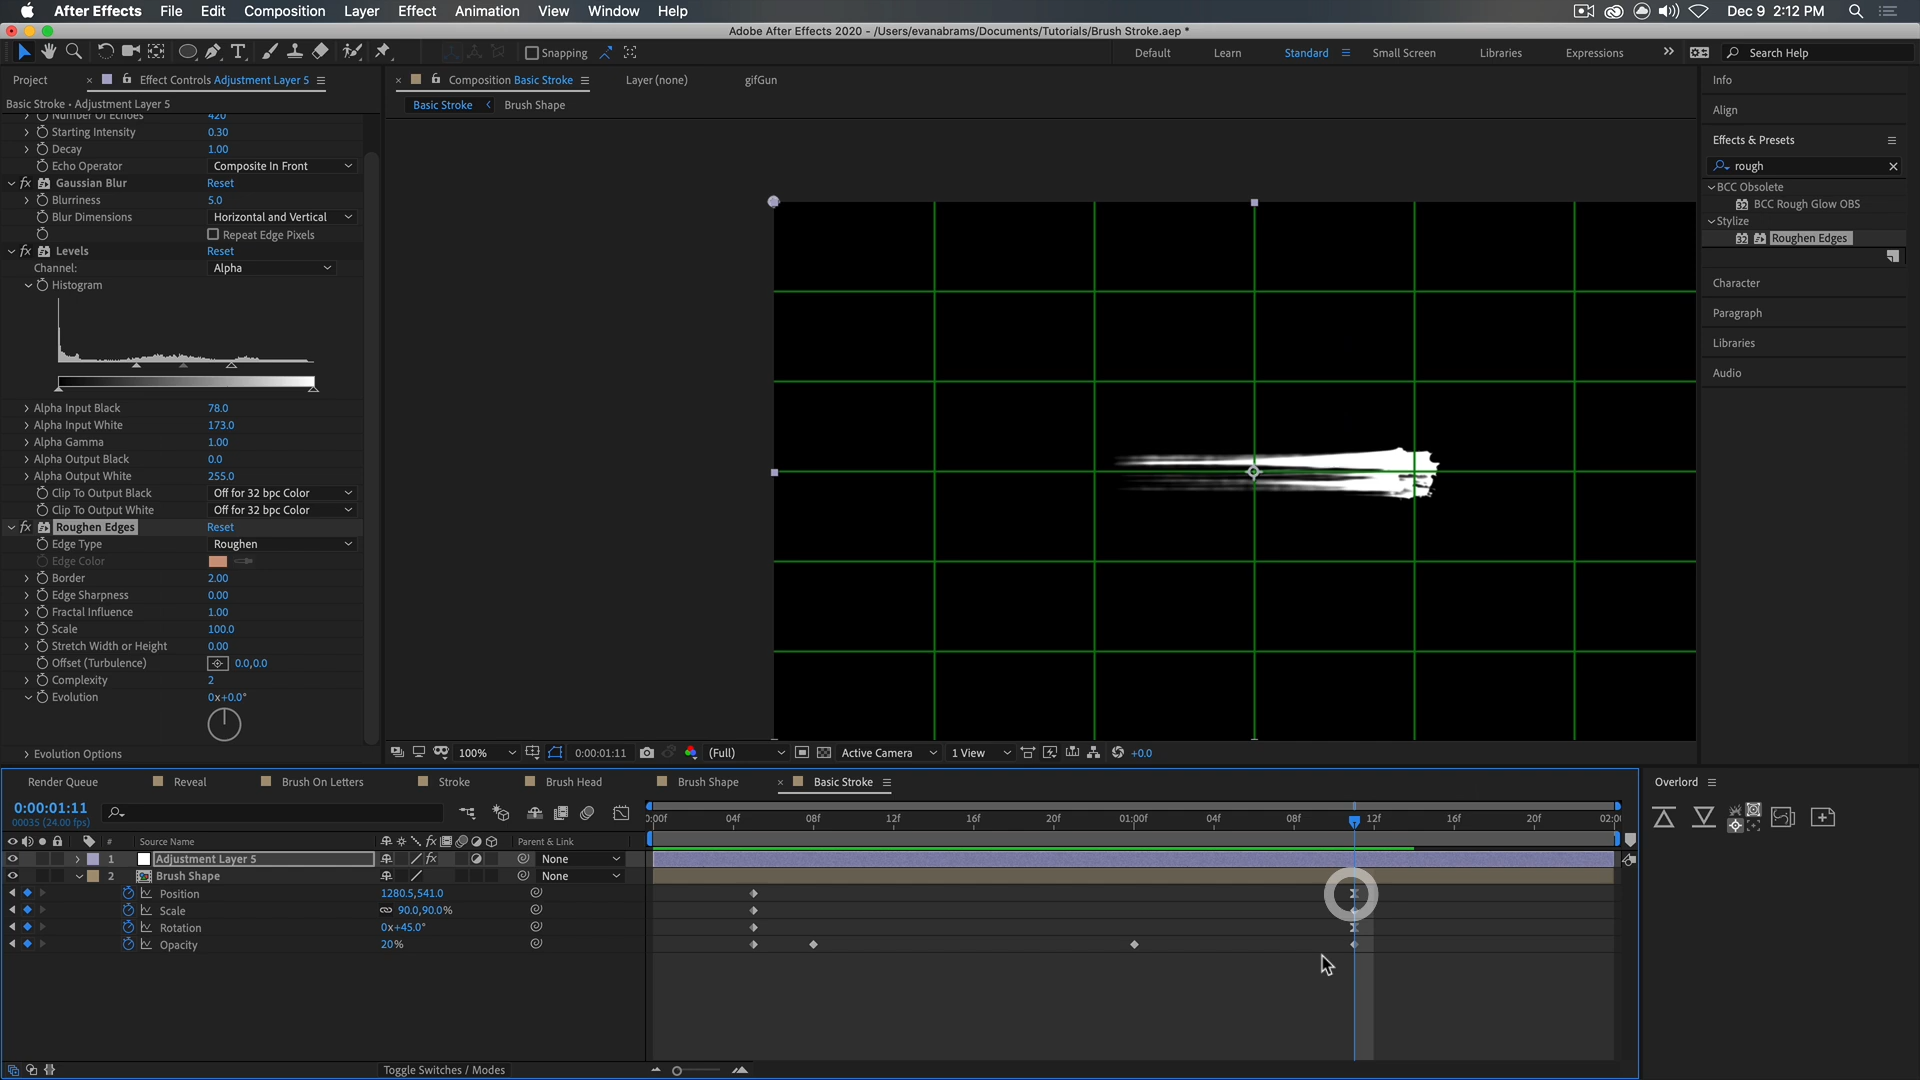 After Effects File Edit Composition Layer Effect Animation View Window Help Dec 9 2:12 PM
Adobe After Effects 2020 - /Users/evanabrams/Documents/Tutorials/Brush Stroke.aep *
Snapping Default Learn Standard Small Screen Libraries Expressions Search Help
Project Effect Controls Adjustment Layer 5 Composition Basic Stroke Layer (none) gifGun Info
Basic Stroke • Adjustment Layer 5 Basic Stroke Brush Shape
Align
Number Of Echoes 420
Starting Intensity 0.30
Decay 1.00
Echo Operator Composite In Front
Gaussian Blur Reset
Blurriness 5.0
Blur Dimensions Horizontal and Vertical
Repeat Edge Pixels
Levels Reset
Channel: Alpha
Histogram
Alpha Input Black 78.0
Alpha Input White 173.0
Alpha Gamma 1.00
Alpha Output Black 0.0
Alpha Output White 255.0
Clip To Output Black Off for 32 bpc Color
Clip To Output White Off for 32 bpc Color
Roughen Edges Reset
Edge Type Roughen
Edge Color
Border 2.00
Edge Sharpness 0.00
Fractal Influence 1.00
Scale 100.0
Stretch Width or Height 0.00
Offset (Turbulence) 0.0,0.0
Complexity 2
Evolution 0x+0.0°
Evolution Options
Effects & Presets
rough
BCC Obsolete
32 BCC Rough Glow OBS
Stylize
32 Roughen Edges
Character
Paragraph
Libraries
Audio
100% 0:00:01:11 (Full) Active Camera 1 View +0.0
Render Queue Reveal Brush On Letters Stroke Brush Head Brush Shape Basic Stroke Overlord
0:00:01:11
00035 (24.00 fps)
:00f 04f 08f 12f 16f 20f 01:00f 04f 08f 12f 16f 20f 02:0
# Source Name Parent & Link
1 Adjustment Layer 5 None
2 Brush Shape None
Position 1280.5,541.0
Scale 90.0,90.0%
Rotation 0x+45.0°
Opacity 20%
Toggle Switches / Modes